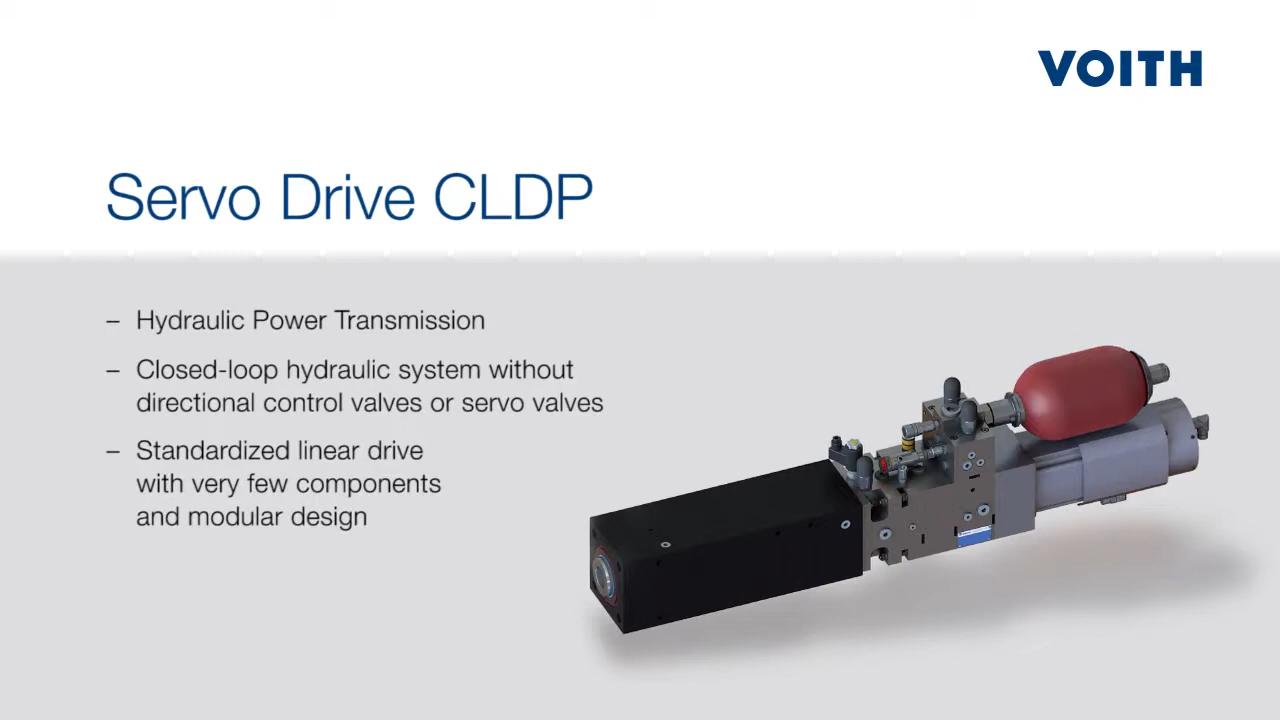 VOITH
Servo Drive CLDP
– Hydraulic Power Transmission
– Closed-loop hydraulic system without
directional control valves or servo valves
– Standardized linear drive
with very few components
and modular design